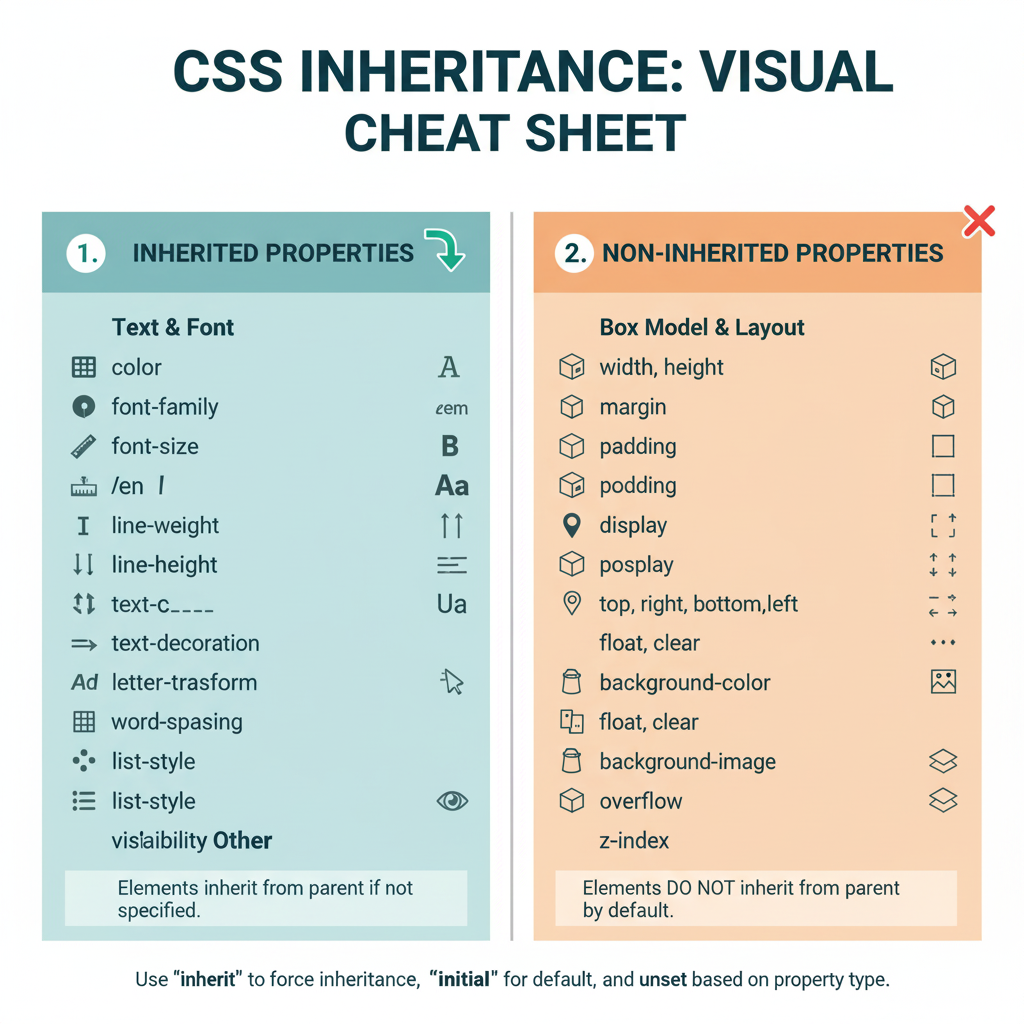 CSS INHERITANCE: VISUAL
CHEAT SHEET
1. INHERITED PROPERTIES
Text & Font
color A
font-family
font-size B
/en I Aa
line-weight
line-height
text-c____ Ua
text-decoration
Ad letter-trasform
word-spasing
list-style
list-style
Other
Elements inherit from parent if not
specified.
2. NON-INHERITED PROPERTIES
Box Model & Layout
width, height
margin
padding
podding
display
posplay
top, right, bottom,left
float, clear
background-color
float, clear
background-image
overflow
z-index
Elements DO NOT inherit from parent
by default.
Use "inherit" to force inheritance, "initial" for default, and unset based on property type.